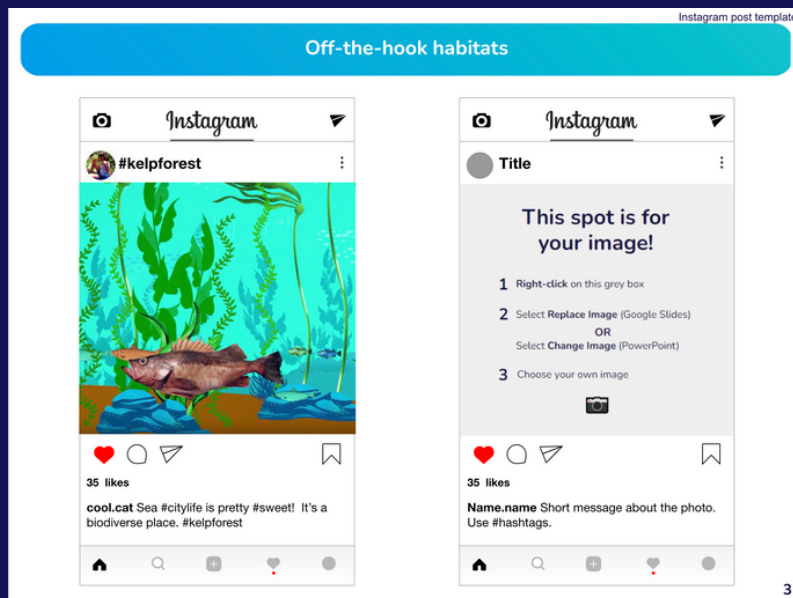 Instagram post template
Off-the-hook habitats
Instagram
#kelpforest
35 likes
cool.cat Sea #citylife is pretty #sweet! It's a
biodiverse place. #kelpforest
Instagram
Title
This spot is for
your image!
1 Right-click on this grey box
2 Select Replace Image (Google Slides)
OR
Select Change Image (PowerPoint)
3 Choose your own image
35 likes
Name.name Short message about the photo.
Use #hashtags.
3